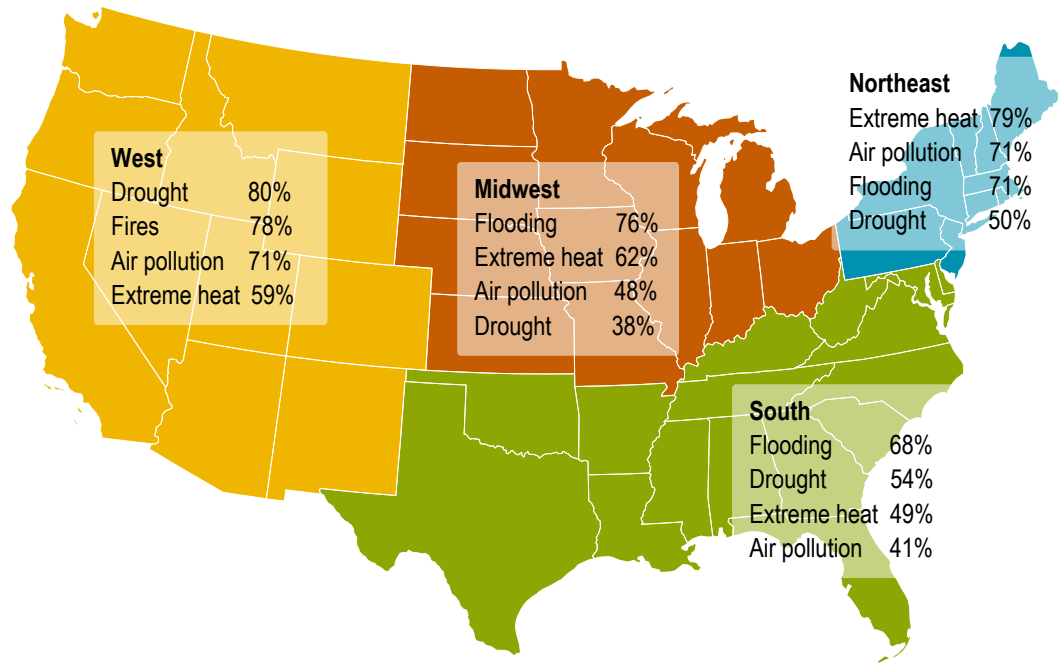 West
Drought 80%
Fires 78%
Air pollution 71%
Extreme heat 59%
Midwest
Flooding 76%
Extreme heat 62%
Air pollution 48%
Drought 38%
Northeast
Extreme heat 79%
Air pollution 71%
Flooding 71%
Drought 50%
South
Flooding 68%
Drought 54%
Extreme heat 49%
Air pollution 41%